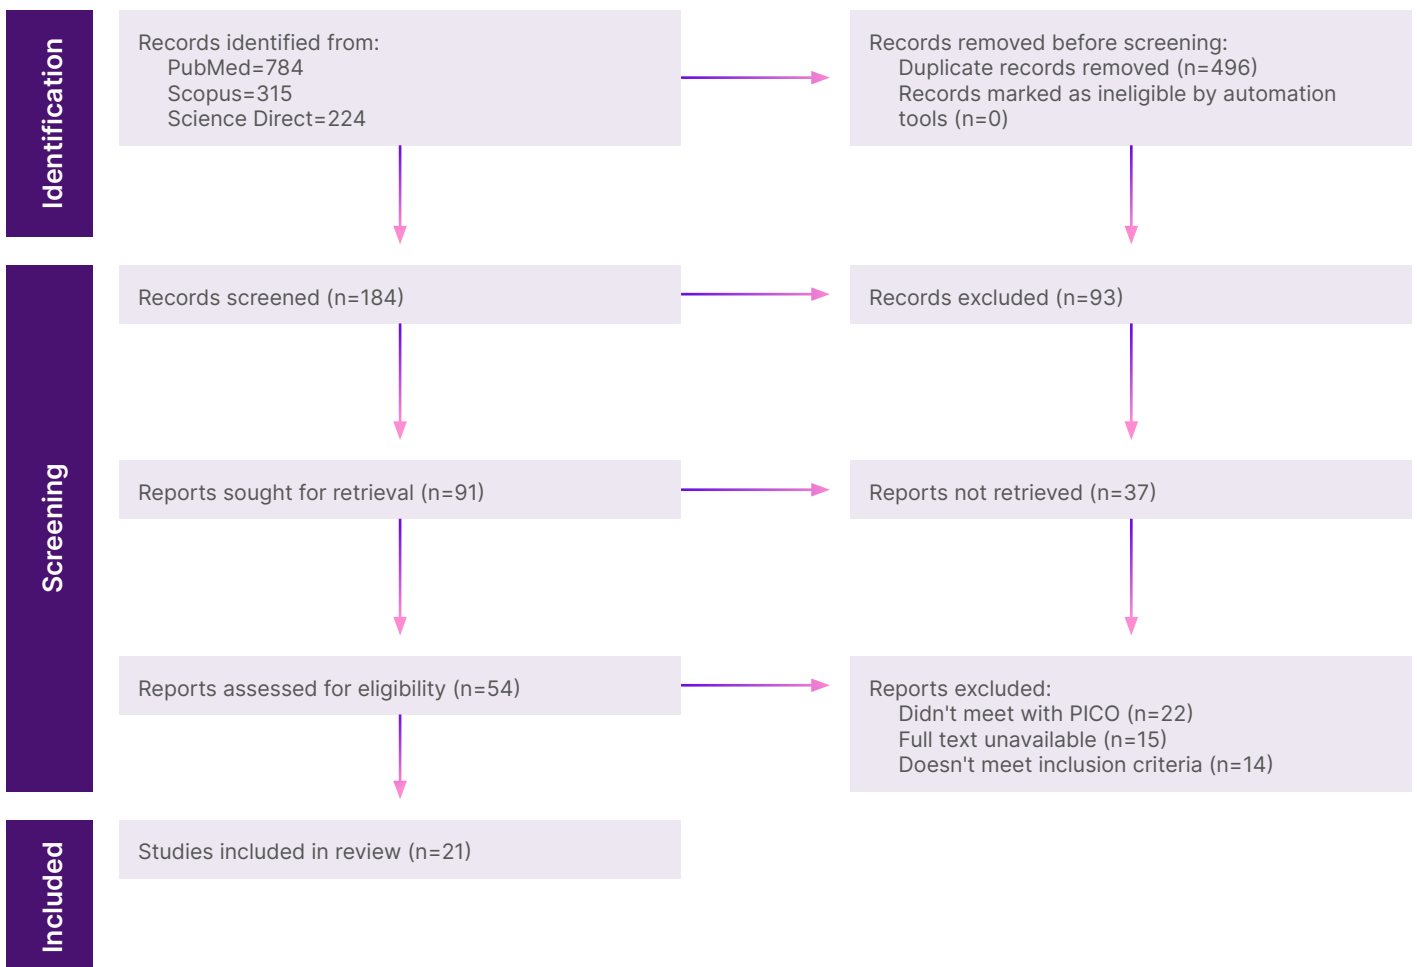 Identification
Records identified from:
PubMed=784
Scopus=315
Science Direct=224
Records removed before screening:
Duplicate records removed (n=496)
Records marked as ineligible by automation
tools (n=0)
Screening
Records screened (n=184)
Records excluded (n=93)
Reports sought for retrieval (n=91)
Reports not retrieved (n=37)
Reports assessed for eligibility (n=54)
Reports excluded:
Didn't meet with PICO (n=22)
Full text unavailable (n=15)
Doesn't meet inclusion criteria (n=14)
Included
Studies included in review (n=21)